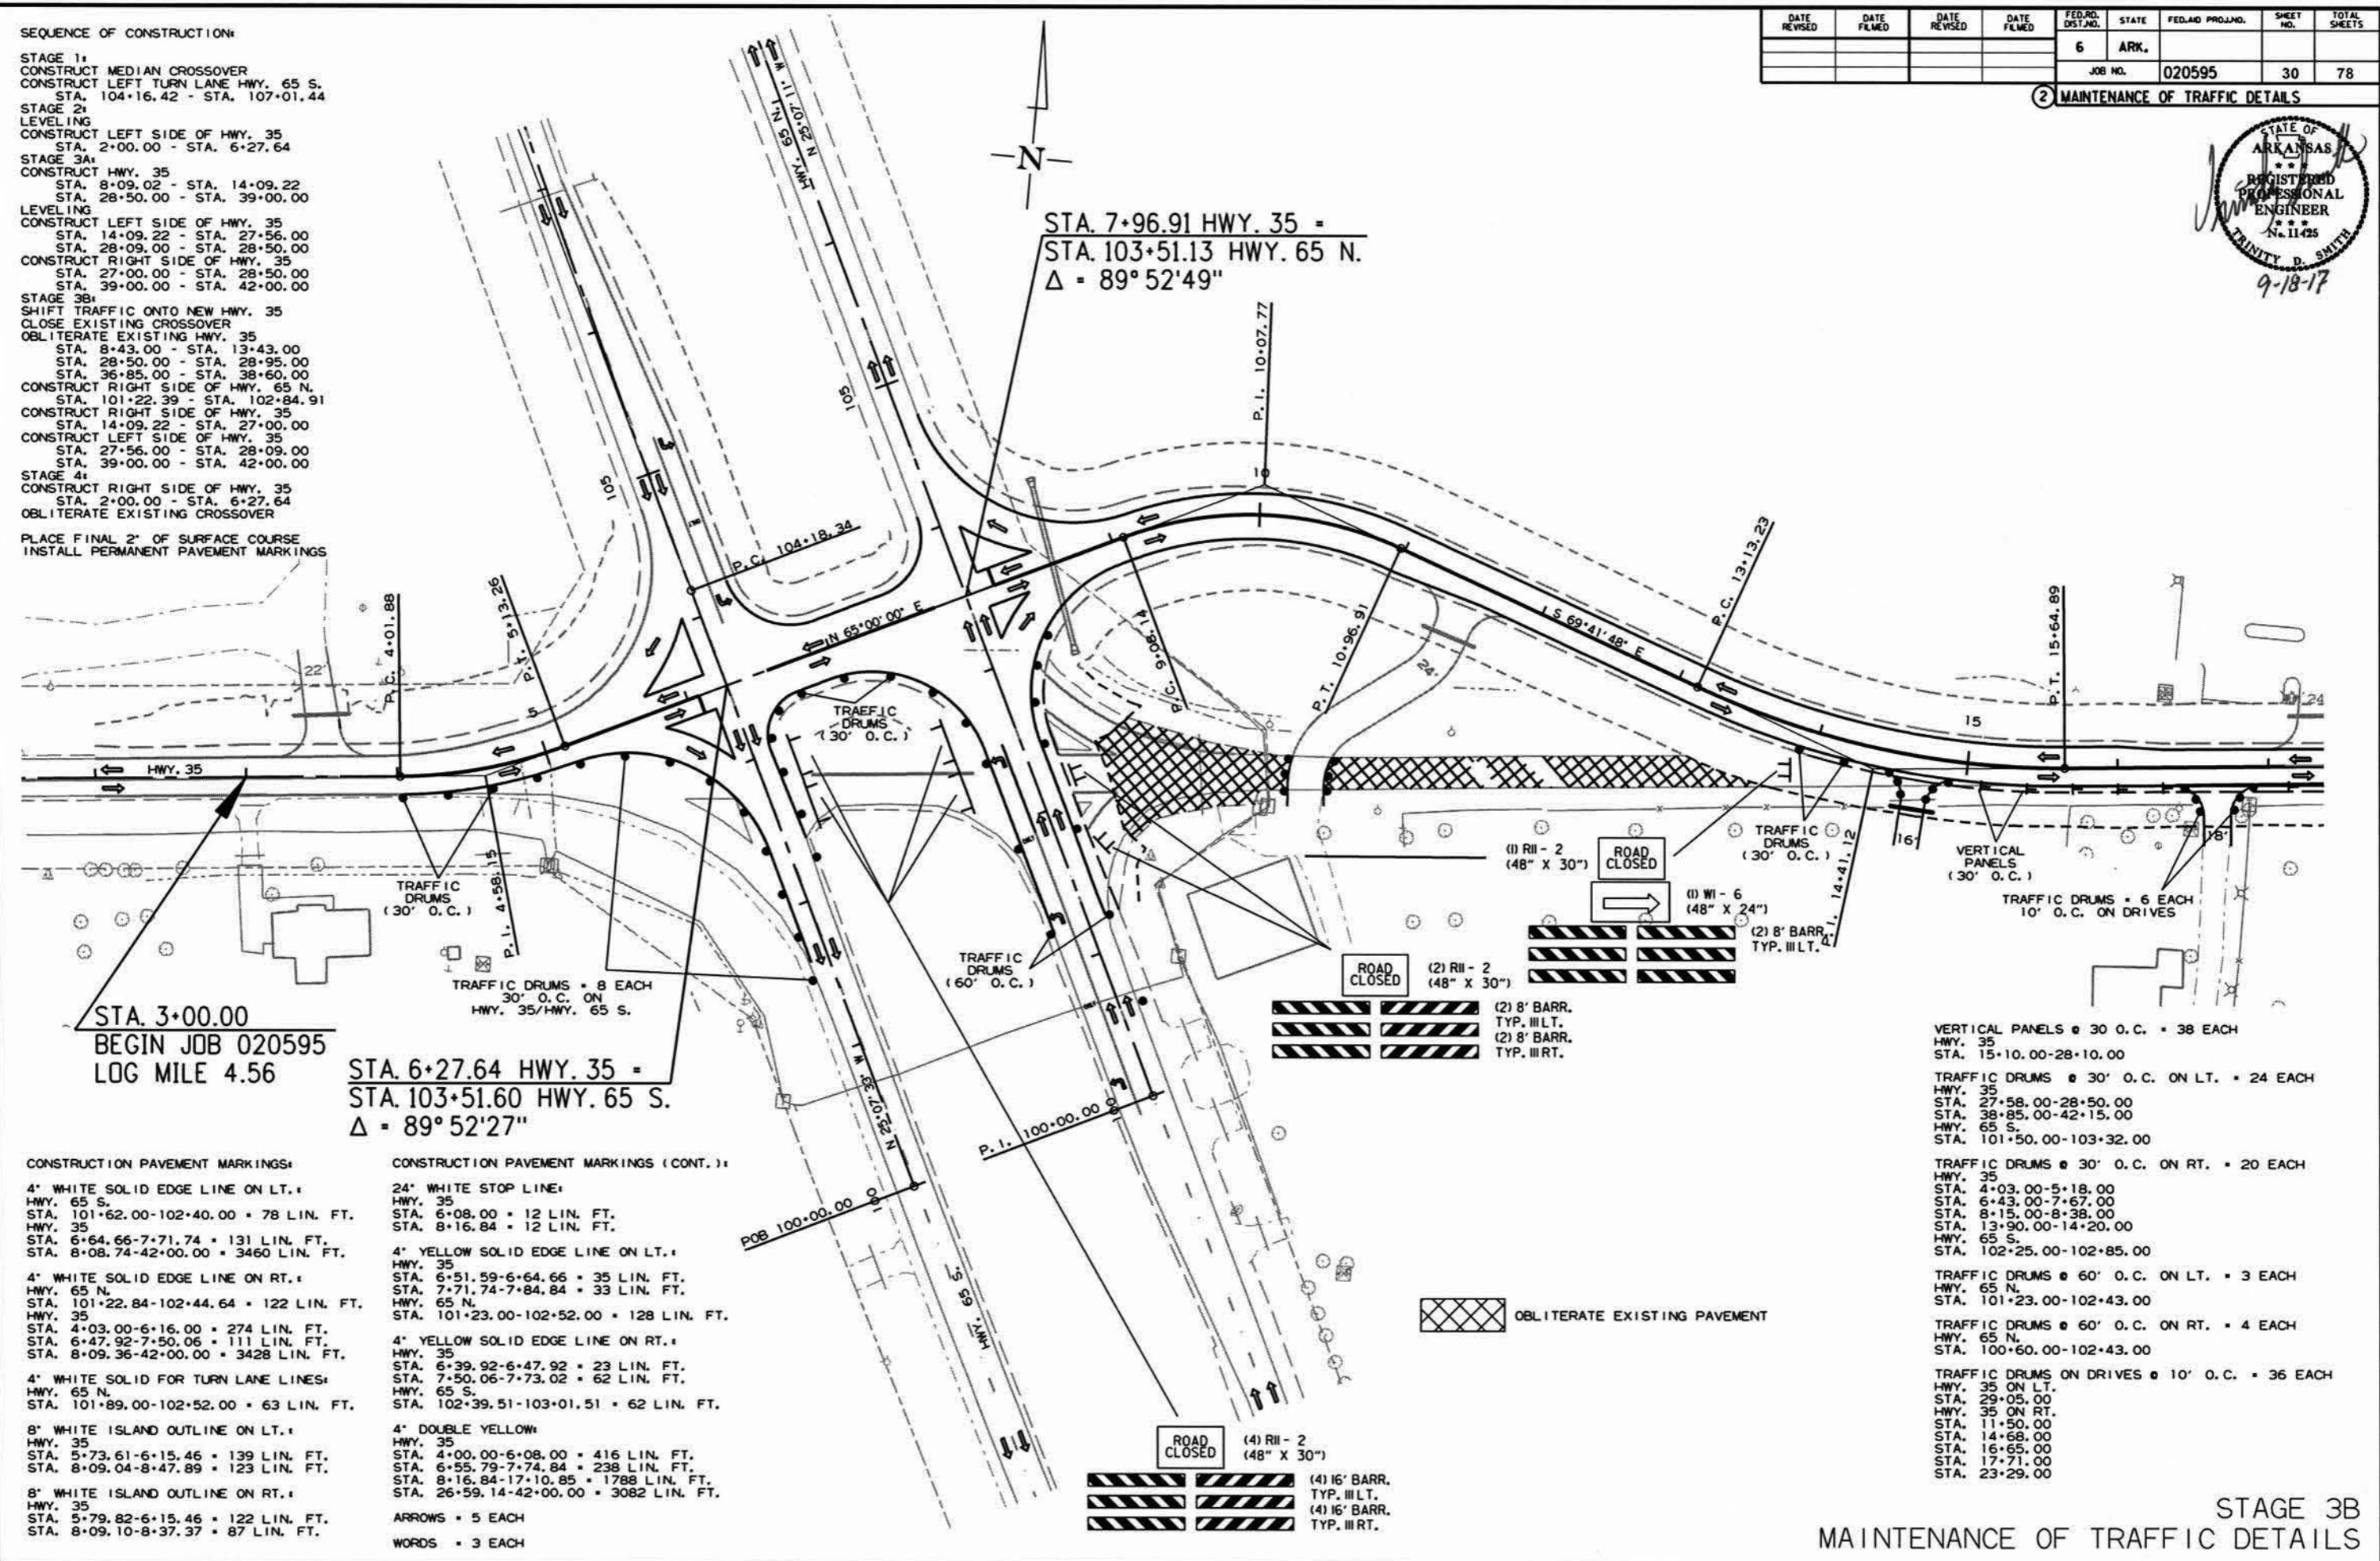 SEQUENCE OF CONSTRUCTION:
STAGE 1:
CONSTRUCT MEDIAN CROSSOVER
CONSTRUCT LEFT TURN LANE HWY. 65 S.
STA. 104+16.42 - STA. 107+01.44
STAGE 2:
LEVELING
CONSTRUCT LEFT SIDE OF HWY. 35
STA. 2+00.00 - STA. 6+27.64
STAGE 3A:
CONSTRUCT HWY. 35
STA. 8+09.02 - STA. 14+09.22
STA. 28+50.00 - STA. 39+00.00
LEVELING
CONSTRUCT LEFT SIDE OF HWY. 35
STA. 14+09.22 - STA. 27+56.00
STA. 28+09.00 - STA. 28+50.00
CONSTRUCT RIGHT SIDE OF HWY. 35
STA. 27+00.00 - STA. 28+50.00
STA. 39+00.00 - STA. 42+00.00
STAGE 3B:
SHIFT TRAFFIC ONTO NEW HWY. 35
CLOSE EXISTING CROSSOVER
OBLITERATE EXISTING HWY. 35
STA. 8+43.00 - STA. 13+43.00
STA. 28+50.00 - STA. 28+95.00
STA. 36+85.00 - STA. 38+60.00
CONSTRUCT RIGHT SIDE OF HWY. 65 N.
STA. 101+22.39 - STA. 102+84.91
CONSTRUCT RIGHT SIDE OF HWY. 35
STA. 14+09.22 - STA. 27+00.00
CONSTRUCT LEFT SIDE OF HWY. 35
STA. 27+56.00 - STA. 28+09.00
STA. 39+00.00 - STA. 42+00.00
STAGE 4:
CONSTRUCT RIGHT SIDE OF HWY. 35
STA. 2+00.00 - STA. 6+27.64
OBLITERATE EXISTING CROSSOVER
PLACE FINAL 2" OF SURFACE COURSE
INSTALL PERMANENT PAVEMENT MARKINGS
DATE REVISED
DATE FILMED
DATE REVISED
DATE FILMED
FED.RD. DIST.NO.
STATE
FED.AID PROJ.NO.
SHEET NO.
TOTAL SHEETS
6
ARK.
JOB NO.
020595
30
78
2 MAINTENANCE OF TRAFFIC DETAILS
STATE OF
ARKANSAS
REGISTERED
PROFESSIONAL
ENGINEER
No. 11425
TRINITY D. SMITH
9-18-17
N
HWY. 65 N.
N 25°07'11" W
STA. 7+96.91 HWY. 35 =
STA. 103+51.13 HWY. 65 N.
Δ = 89°52'49"
P.I. 10+07.77
10
105
105
P.C. 104+18.34
P.C. 4+01.88
P.T. 5+13.26
N 65°00'00" E
P.C. 9+08.14
P.T. 10+96.91
S 69°41'48" E
P.C. 13+13.23
P.T. 15+64.89
22'
24'
24
15
5
HWY. 35
TRAFFIC
DRUMS
(30' O.C.)
TRAFFIC
DRUMS
(30' O.C.)
P.I. 4+58.15
TRAFFIC DRUMS = 8 EACH
30' O.C. ON
HWY. 35/HWY. 65 S.
TRAFFIC
DRUMS
(60' O.C.)
(1) R11-2
(48" X 30")
ROAD
CLOSED
(1) W1-6
(48" X 24")
(2) 8' BARR.
TYP. III LT.
TRAFFIC
DRUMS
(30' O.C.)
P.I. 14+41.12
16'
18'
VERTICAL
PANELS
(30' O.C.)
TRAFFIC DRUMS = 6 EACH
10' O.C. ON DRIVES
ROAD
CLOSED
(2) R11-2
(48" X 30")
(2) 8' BARR.
TYP. III LT.
(2) 8' BARR.
TYP. III RT.
STA. 3+00.00
BEGIN JOB 020595
LOG MILE 4.56
STA. 6+27.64 HWY. 35 =
STA. 103+51.60 HWY. 65 S.
Δ = 89°52'27"
N 25°07'33" W
P.I. 100+00.00
POB 100+00.00
100
HWY. 65 S.
OBLITERATE EXISTING PAVEMENT
ROAD
CLOSED
(4) R11-2
(48" X 30")
(4) 16' BARR.
TYP. III LT.
(4) 16' BARR.
TYP. III RT.
CONSTRUCTION PAVEMENT MARKINGS:
4" WHITE SOLID EDGE LINE ON LT.:
HWY. 65 S.
STA. 101+62.00-102+40.00 = 78 LIN. FT.
HWY. 35
STA. 6+64.66-7+71.74 = 131 LIN. FT.
STA. 8+08.74-42+00.00 = 3460 LIN. FT.
4" WHITE SOLID EDGE LINE ON RT.:
HWY. 65 N.
STA. 101+22.84-102+44.64 = 122 LIN. FT.
HWY. 35
STA. 4+03.00-6+16.00 = 274 LIN. FT.
STA. 6+47.92-7+50.06 = 111 LIN. FT.
STA. 8+09.36-42+00.00 = 3428 LIN. FT.
4" WHITE SOLID FOR TURN LANE LINES:
HWY. 65 N.
STA. 101+89.00-102+52.00 = 63 LIN. FT.
8" WHITE ISLAND OUTLINE ON LT.:
HWY. 35
STA. 5+73.61-6+15.46 = 139 LIN. FT.
STA. 8+09.04-8+47.89 = 123 LIN. FT.
8" WHITE ISLAND OUTLINE ON RT.:
HWY. 35
STA. 5+79.82-6+15.46 = 122 LIN. FT.
STA. 8+09.10-8+37.37 = 87 LIN. FT.
CONSTRUCTION PAVEMENT MARKINGS (CONT.):
24" WHITE STOP LINE:
HWY. 35
STA. 6+08.00 = 12 LIN. FT.
STA. 8+16.84 = 12 LIN. FT.
4" YELLOW SOLID EDGE LINE ON LT.:
HWY. 35
STA. 6+51.59-6+64.66 = 35 LIN. FT.
STA. 7+71.74-7+84.84 = 33 LIN. FT.
HWY. 65 N.
STA. 101+23.00-102+52.00 = 128 LIN. FT.
4" YELLOW SOLID EDGE LINE ON RT.:
HWY. 35
STA. 6+39.92-6+47.92 = 23 LIN. FT.
STA. 7+50.06-7+73.02 = 62 LIN. FT.
HWY. 65 S.
STA. 102+39.51-103+01.51 = 62 LIN. FT.
4" DOUBLE YELLOW:
HWY. 35
STA. 4+00.00-6+08.00 = 416 LIN. FT.
STA. 6+55.79-7+74.84 = 238 LIN. FT.
STA. 8+16.84-17+10.85 = 1788 LIN. FT.
STA. 26+59.14-42+00.00 = 3082 LIN. FT.
ARROWS = 5 EACH
WORDS = 3 EACH
VERTICAL PANELS @ 30 O.C. = 38 EACH
HWY. 35
STA. 15+10.00-28+10.00
TRAFFIC DRUMS @ 30' O.C. ON LT. = 24 EACH
HWY. 35
STA. 27+58.00-28+50.00
STA. 38+85.00-42+15.00
HWY. 65 S.
STA. 101+50.00-103+32.00
TRAFFIC DRUMS @ 30' O.C. ON RT. = 20 EACH
HWY. 35
STA. 4+03.00-5+18.00
STA. 6+43.00-7+67.00
STA. 8+15.00-8+38.00
STA. 13+90.00-14+20.00
HWY. 65 S.
STA. 102+25.00-102+85.00
TRAFFIC DRUMS @ 60' O.C. ON LT. = 3 EACH
HWY. 65 N.
STA. 101+23.00-102+43.00
TRAFFIC DRUMS @ 60' O.C. ON RT. = 4 EACH
HWY. 65 N.
STA. 100+60.00-102+43.00
TRAFFIC DRUMS ON DRIVES @ 10' O.C. = 36 EACH
HWY. 35 ON LT.
STA. 29+05.00
HWY. 35 ON RT.
STA. 11+50.00
STA. 14+68.00
STA. 16+65.00
STA. 17+71.00
STA. 23+29.00
STAGE 3B
MAINTENANCE OF TRAFFIC DETAILS